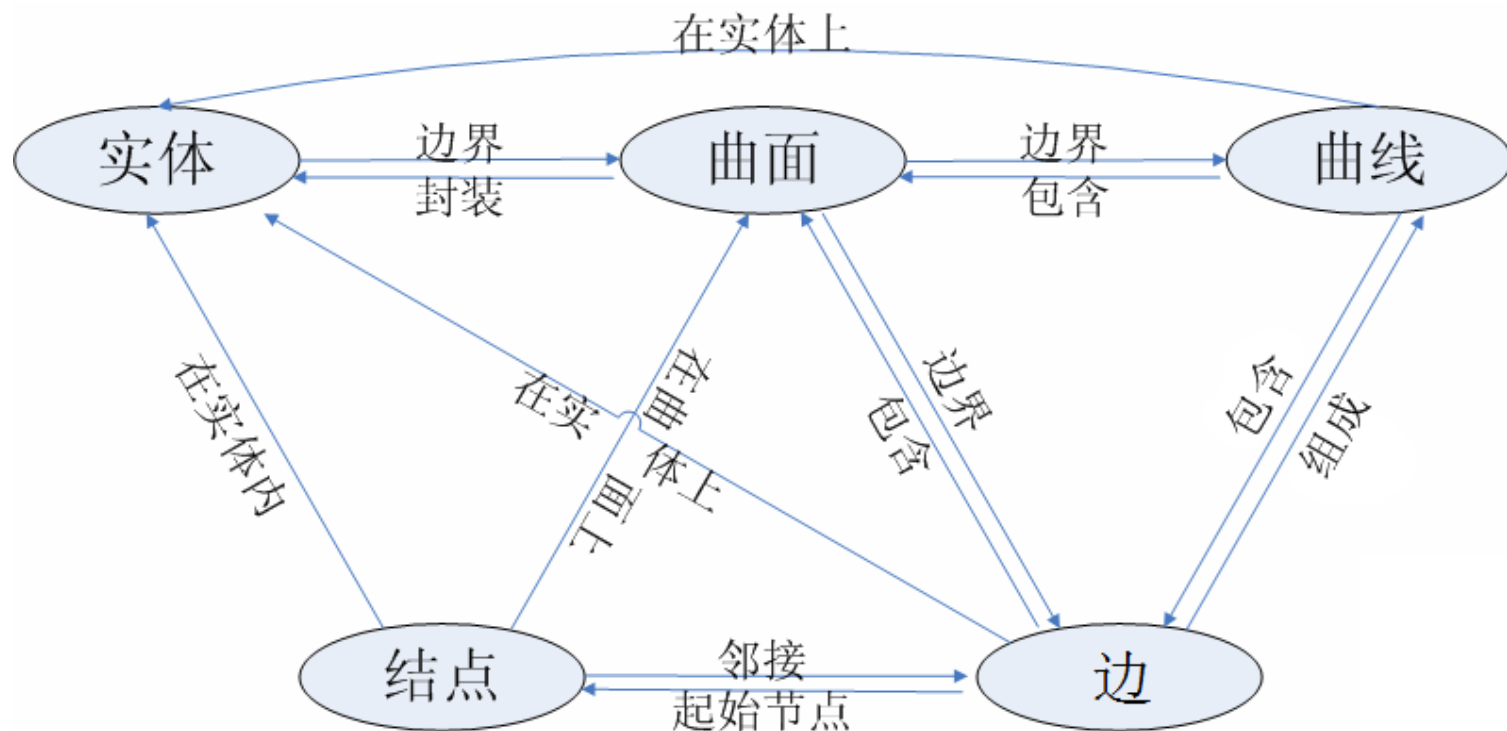 在实体上
实体
边界
封装
曲面
边界
包含
曲线
在实体内
在实
体上
在曲
面上
边界
包含
包含
组成
结点
邻接
起始节点
边